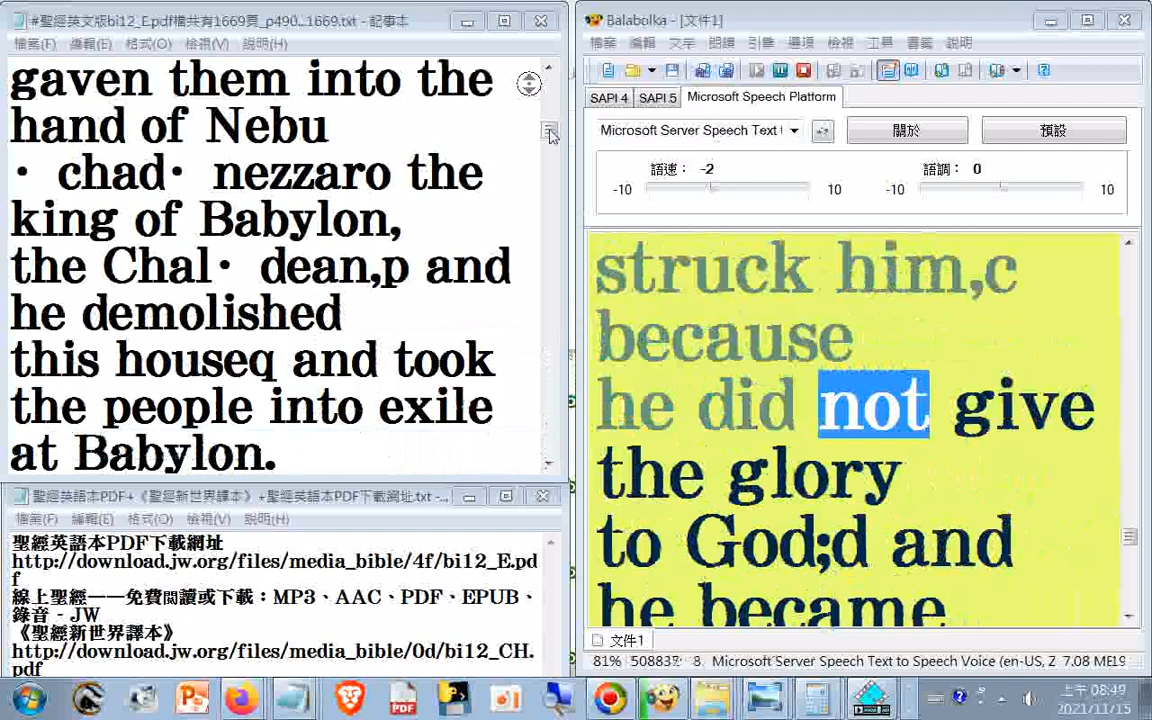 #聖經英文版bi12_E.pdf檔共有1669頁_p490...1669.txt - 記事本
檔案(F) 編輯(E) 格式(O) 檢視(V) 說明(H)
gaven them into the
hand of Nebu
· chad· nezzaro the
king of Babylon,
the Chal· dean,p and
he demolished
this houseq and took
the people into exile
at Babylon.
聖經英語本PDF+《聖經新世界譯本》+聖經英語本PDF下載網址.txt -...
檔案(F) 編輯(E) 格式(O) 檢視(V) 說明(H)
聖經英語本PDF下載網址
http://download.jw.org/files/media_bible/4f/bi12_E.pd
f
線上聖經——免費閱讀或下載：MP3、AAC、PDF、EPUB、
錄音 - JW
《聖經新世界譯本》
http://download.jw.org/files/media_bible/0d/bi12_CH.
pdf
Balabolka - [文件1]
檔案 編輯 文字 朗讀 引擎 選項 檢視 工具 書籤 說明
SAPI 4 SAPI 5 Microsoft Speech Platform
Microsoft Server Speech Text 關於 預設
語速： -2 語調： 0
-10 10 -10 10
struck him,c
because
he did not give
the glory
to God;d and
he became
文件1
81% 8. Microsoft Server Speech Text to Speech Voice (en-US, Z 7.08 ME
PDF
上午 08:49
2021/11/15